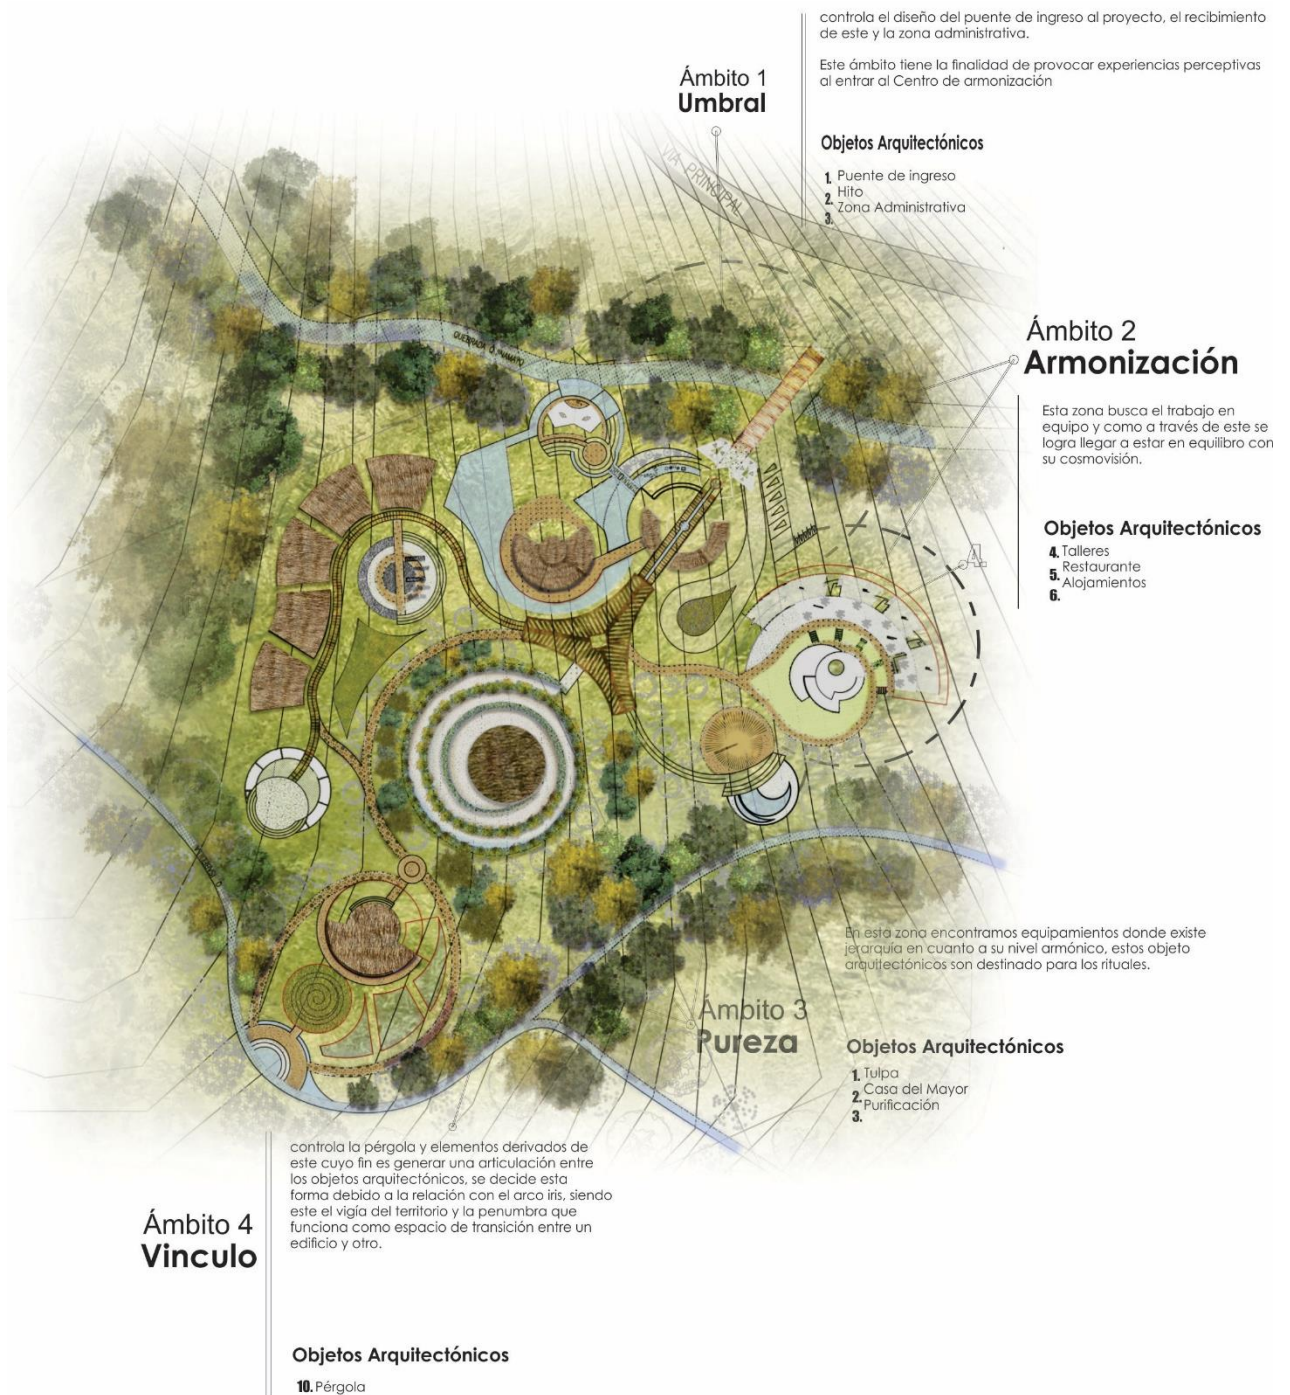 controla el diseño del puente de ingreso al proyecto, el recibimiento
de este y la zona administrativa.
Este ámbito tiene la finalidad de provocar experiencias perceptivas
al entrar al Centro de armonización
Ámbito 1
Umbral
Objetos Arquitectónicos
1. Puente de ingreso
2. Hito
3. Zona Administrativa
VIA PRINCIPAL
Ámbito 2
Armonización
Esta zona busca el trabajo en
equipo y como a través de este se
logra llegar a estar en equilibro con
su cosmovisión.
Objetos Arquitectónicos
4. Talleres
5. Restaurante
6. Alojamientos
QUEBRADA
En esta zona encontramos equipamientos donde existe
jerarquía en cuanto a su nivel armónico, estos objeto
arquitectónicos son destinado para los rituales.
Ámbito 3
Pureza
Objetos Arquitectónicos
1. Tulpa
2. Casa del Mayor
3. Purificación
controla la pérgola y elementos derivados de
este cuyo fin es generar una articulación entre
los objetos arquitectónicos, se decide esta
forma debido a la relación con el arco iris, siendo
este el vigía del territorio y la penumbra que
funciona como espacio de transición entre un
edificio y otro.
Ámbito 4
Vinculo
Objetos Arquitectónicos
10. Pérgola